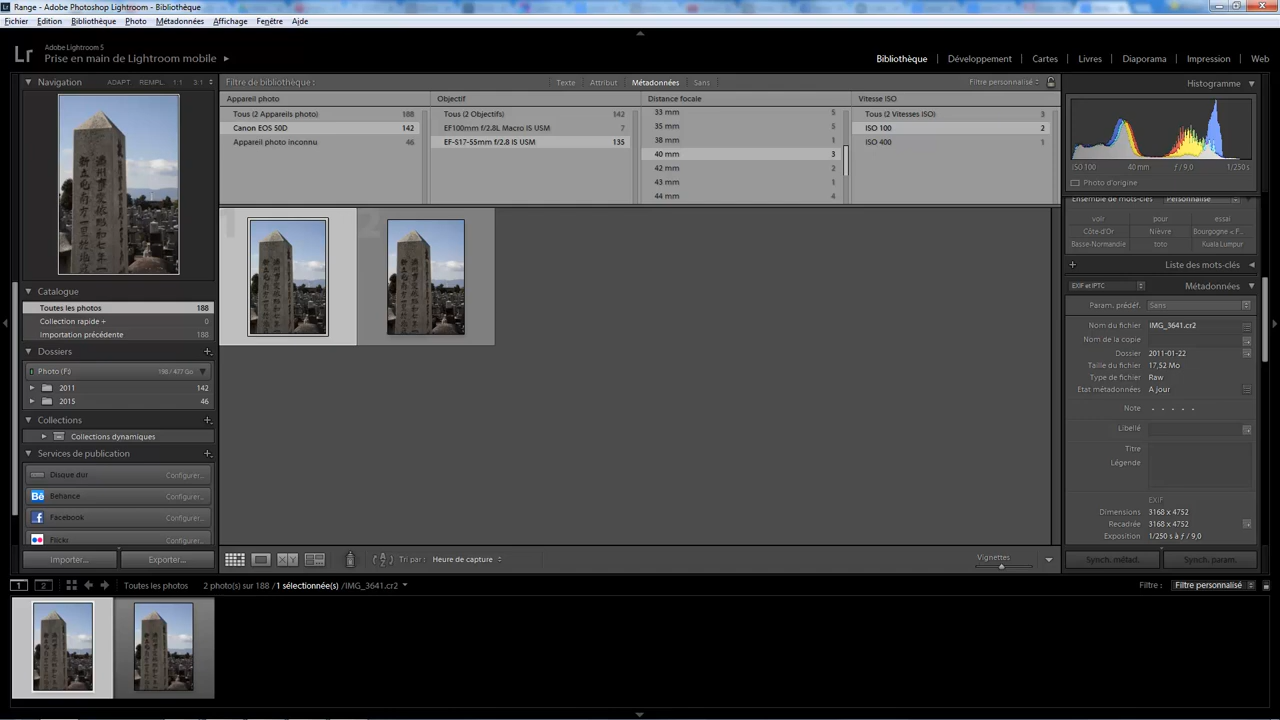 Range - Adobe Photoshop Lightroom - Bibliothèque
Fichier Edition Bibliothèque Photo Métadonnées Affichage Fenêtre Aide
Lr
Adobe Lightroom 5
Prise en main de Lightroom mobile
Bibliothèque Développement Cartes Livres Diaporama Impression Web
Navigation ADAPT REMPL. 1:1 3:1
Catalogue
Toutes les photos 188
Collection rapide + 0
Importation précédente 188
Dossiers
Photo (F:) 198 / 477 Go
2011 142
2015 46
Collections
Collections dynamiques
Services de publication
Disque dur Configurer...
Bē Behance Configurer...
Facebook Configurer...
Flickr Configurer...
Importer... Exporter...
Filtre de bibliothèque : Texte Attribut Métadonnées Sans Filtre personnalisé
Appareil photo Objectif Distance focale Vitesse ISO
Tous (2 Appareils photo) 188
Canon EOS 50D 142
Appareil photo inconnu 46
Tous (2 Objectifs) 142
EF100mm f/2.8L Macro IS USM 7
EF-S17-55mm f/2.8 IS USM 135
33 mm 5
35 mm 5
38 mm 1
40 mm 3
42 mm 2
43 mm 1
44 mm 4
Tous (2 Vitesses ISO) 3
ISO 100 2
ISO 400 1
1 2
Tri par : Heure de capture Vignettes
Histogramme
ISO 100 40 mm f / 9,0 1/250 s
Photo d'origine
Ensemble de mots-clés Personnalisé
voir pour essai
Côte-d'Or Nièvre Bourgogne < F...
Basse-Normandie toto Kuala Lumpur
Liste des mots-clés
EXIF et IPTC Métadonnées
Param. prédéf. Sans
Nom du fichier IMG_3641.cr2
Nom de la copie
Dossier 2011-01-22
Taille du fichier 17,52 Mo
Type de fichier Raw
Etat métadonnées A jour
Note
Libellé
Titre
Légende
EXIF
Dimensions 3168 x 4752
Recadrée 3168 x 4752
Exposition 1/250 s à ƒ / 9,0
Synch. métad. Synch. param.
1 2 Toutes les photos 2 photo(s) sur 188 / 1 sélectionnée(s) / IMG_3641.cr2 Filtre : Filtre personnalisé